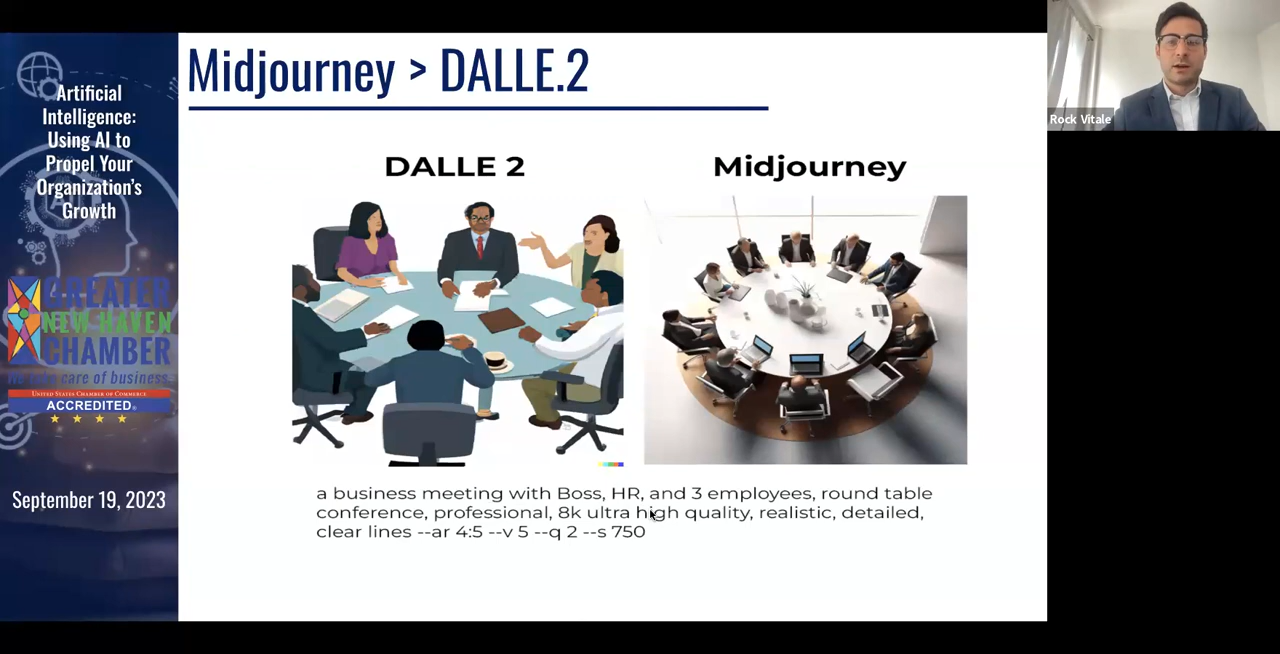 Artificial
Intelligence:
Using AI to
Propel Your
Organization's
Growth
GREATER
NEW HAVEN
CHAMBER
We take care of business.
UNITED STATES CHAMBER OF COMMERCE
ACCREDITED
September 19, 2023
Midjourney > DALLE.2
DALLE 2
Midjourney
a business meeting with Boss, HR, and 3 employees, round table
conference, professional, 8k ultra high quality, realistic, detailed,
clear lines --ar 4:5 --v 5 --q 2 --s 750
Rock Vitale